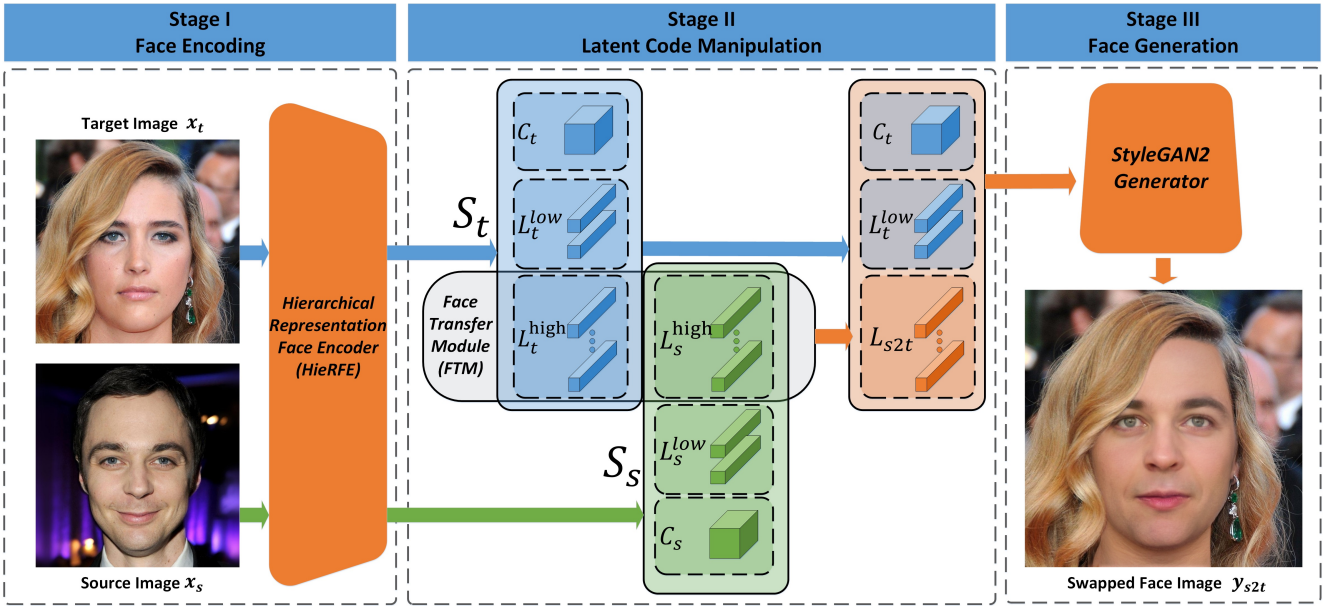 Stage I
Face Encoding
Stage II
Latent Code Manipulation
Stage III
Face Generation
Target Image x_t
Source Image x_s
Hierarchical
Representation
Face Encoder
(HieRFE)
S_t
C_t
L_t^low
L_t^high
Face
Transfer
Module
(FTM)
L_s^high
L_s^low
C_s
S_s
C_t
L_t^low
L_s2t
StyleGAN2
Generator
Swapped Face Image y_s2t